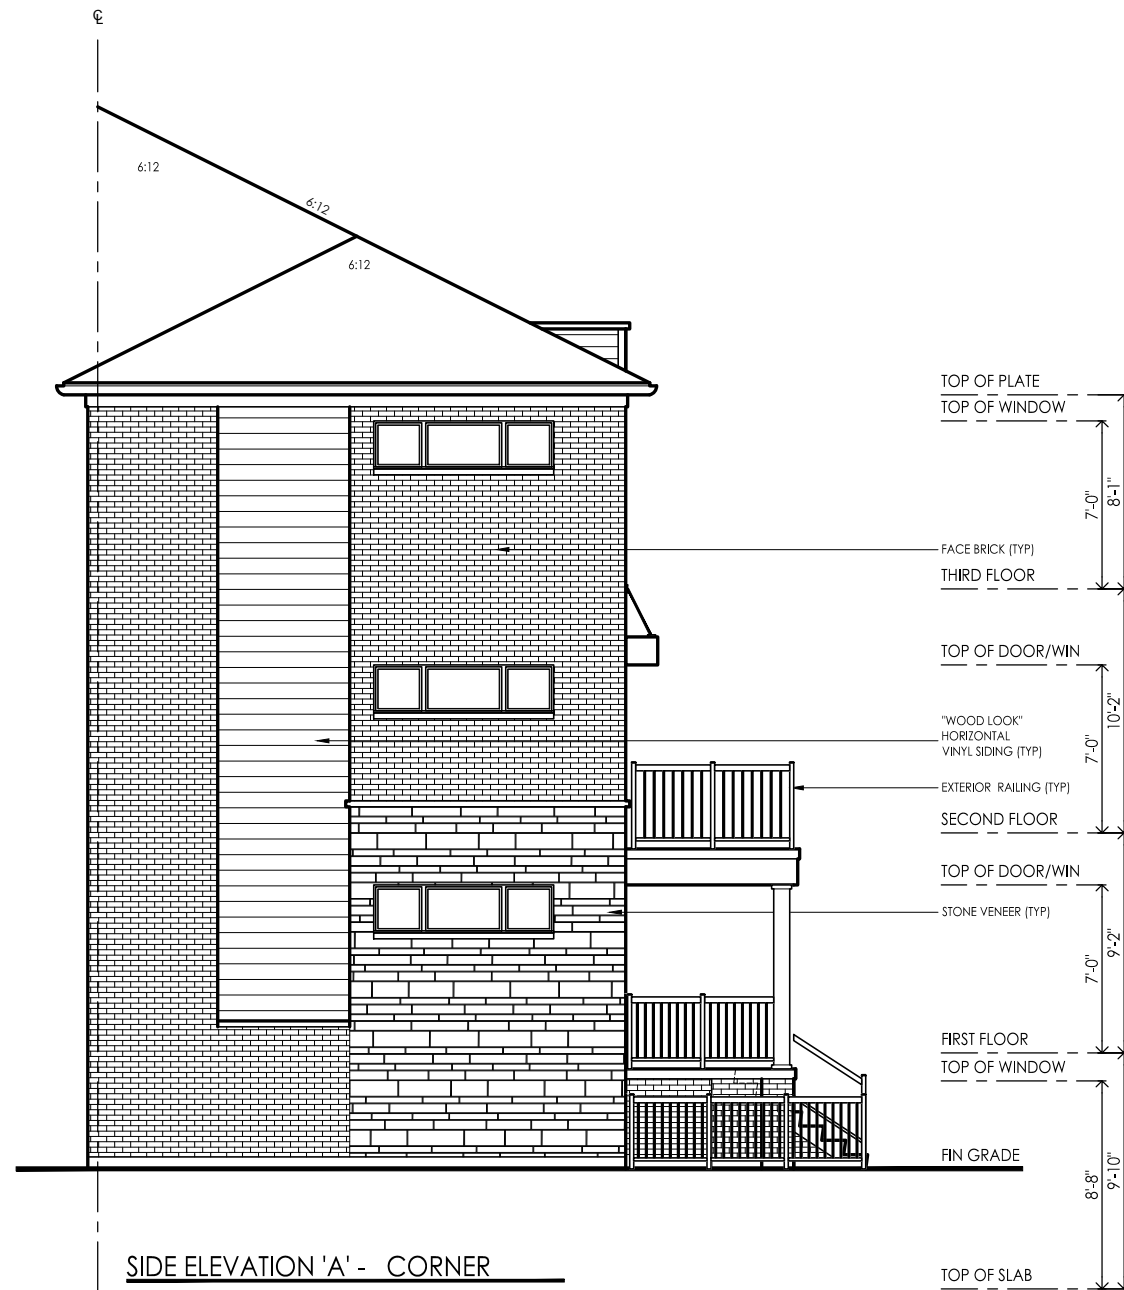 ℄
6:12
6:12
6:12
TOP OF PLATE
TOP OF WINDOW
7'-0"
8'-1"
FACE BRICK (TYP)
THIRD FLOOR
TOP OF DOOR/WIN
"WOOD LOOK"
HORIZONTAL
VINYL SIDING (TYP)
7'-0"
10'-2"
EXTERIOR RAILING (TYP)
SECOND FLOOR
TOP OF DOOR/WIN
STONE VENEER (TYP)
7'-0"
9'-2"
FIRST FLOOR
TOP OF WINDOW
FIN GRADE
8'-8"
9'-10"
SIDE ELEVATION 'A' - CORNER
TOP OF SLAB